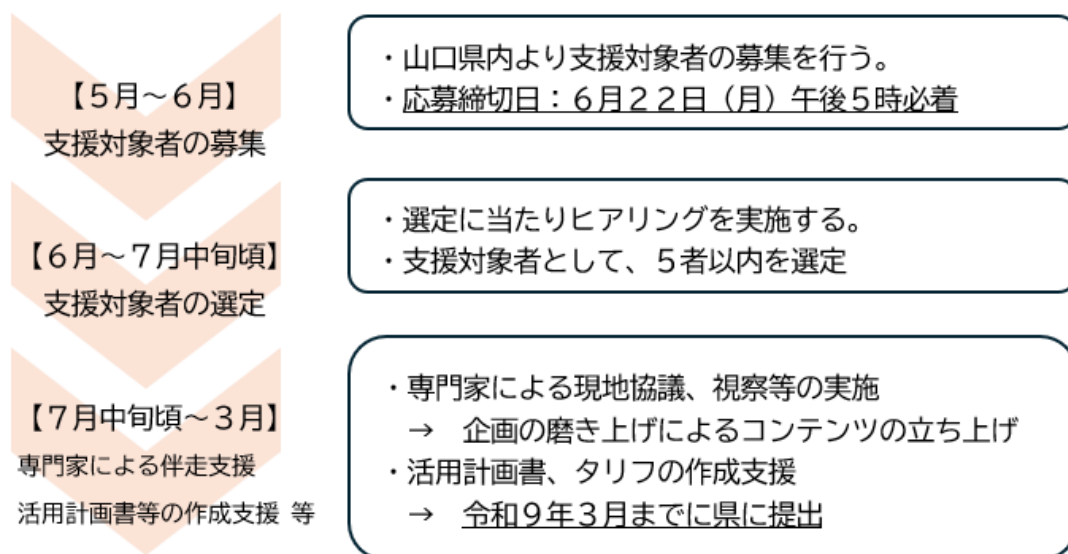 【５月～６月】
支援対象者の募集
・山口県内より支援対象者の募集を行う。
・応募締切日：６月２２日（月）午後５時必着
【６月～７月中旬頃】
支援対象者の選定
・選定に当たりヒアリングを実施する。
・支援対象者として、５者以内を選定
【７月中旬頃～３月】
専門家による伴走支援
活用計画書等の作成支援 等
・専門家による現地協議、視察等の実施
→　企画の磨き上げによるコンテンツの立ち上げ
・活用計画書、タリフの作成支援
→　令和９年３月までに県に提出